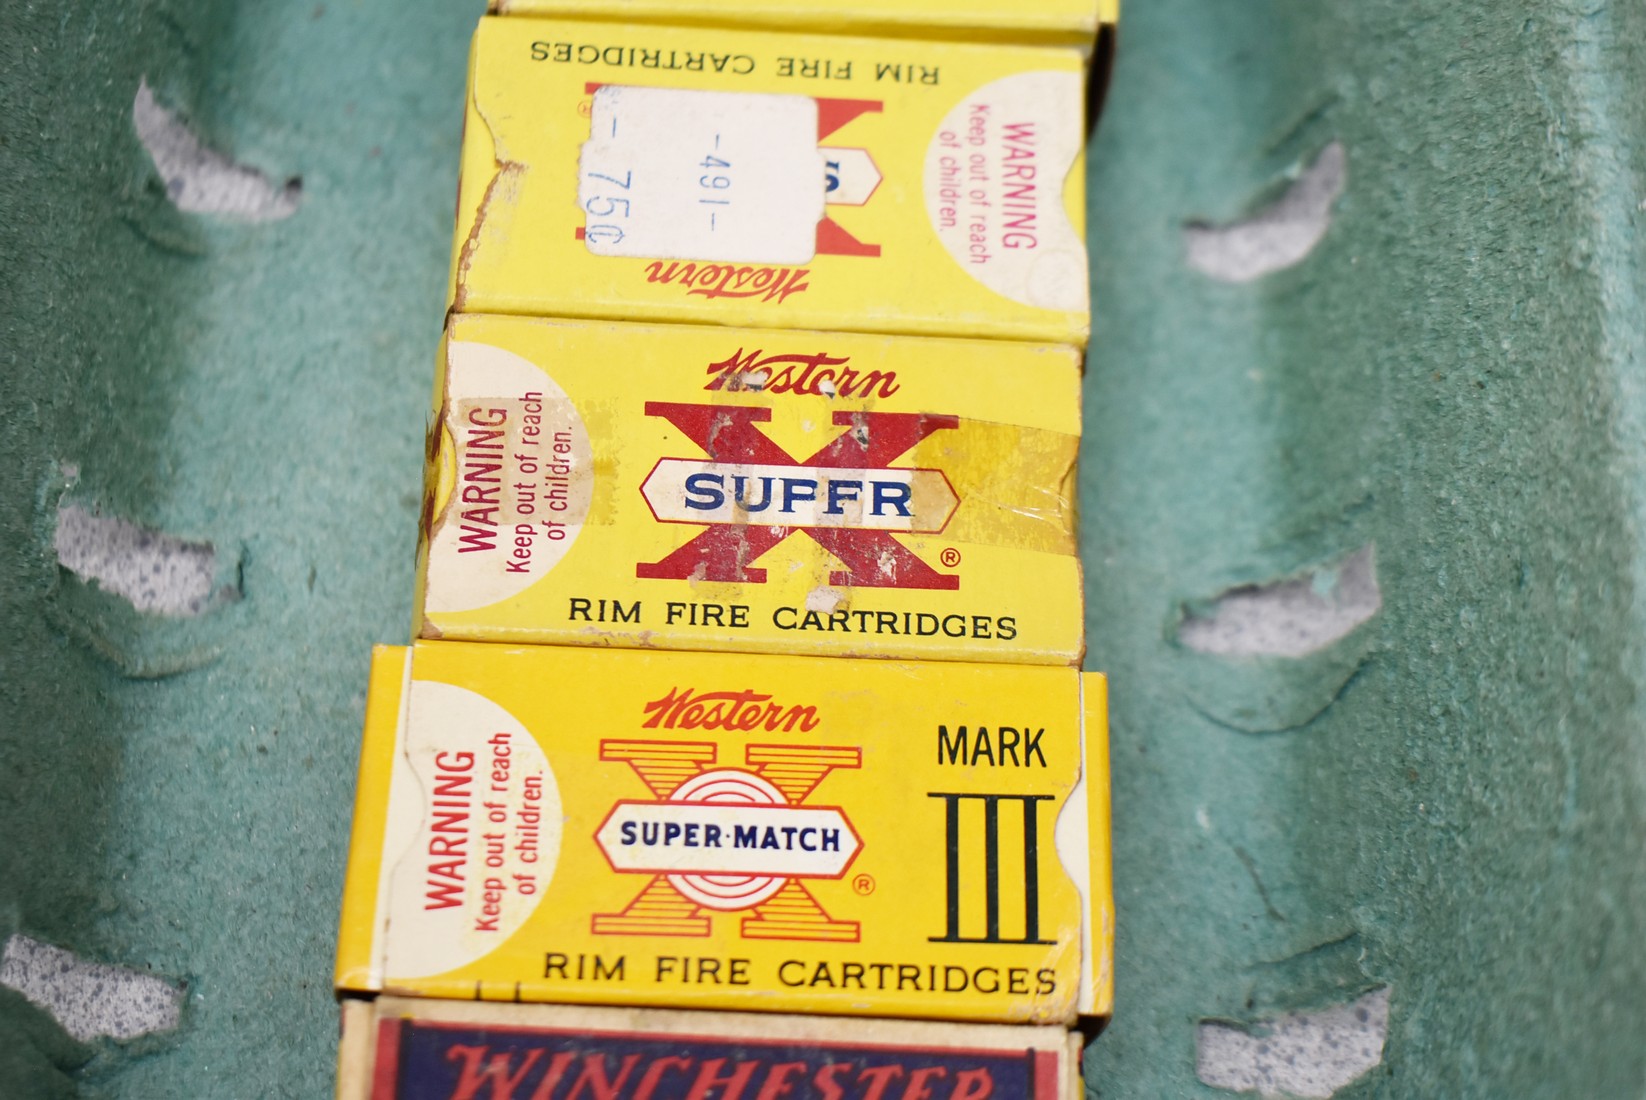 RIM FIRE CARTRIDGES
WARNING
Keep out of reach
of children.
-491-
-75¢
Western
Western
X
SUPER
®
WARNING
Keep out of reach
of children.
RIM FIRE CARTRIDGES
Western
X
SUPER·MATCH
®
MARK
III
WARNING
Keep out of reach
of children.
RIM FIRE CARTRIDGES
WINCHESTER